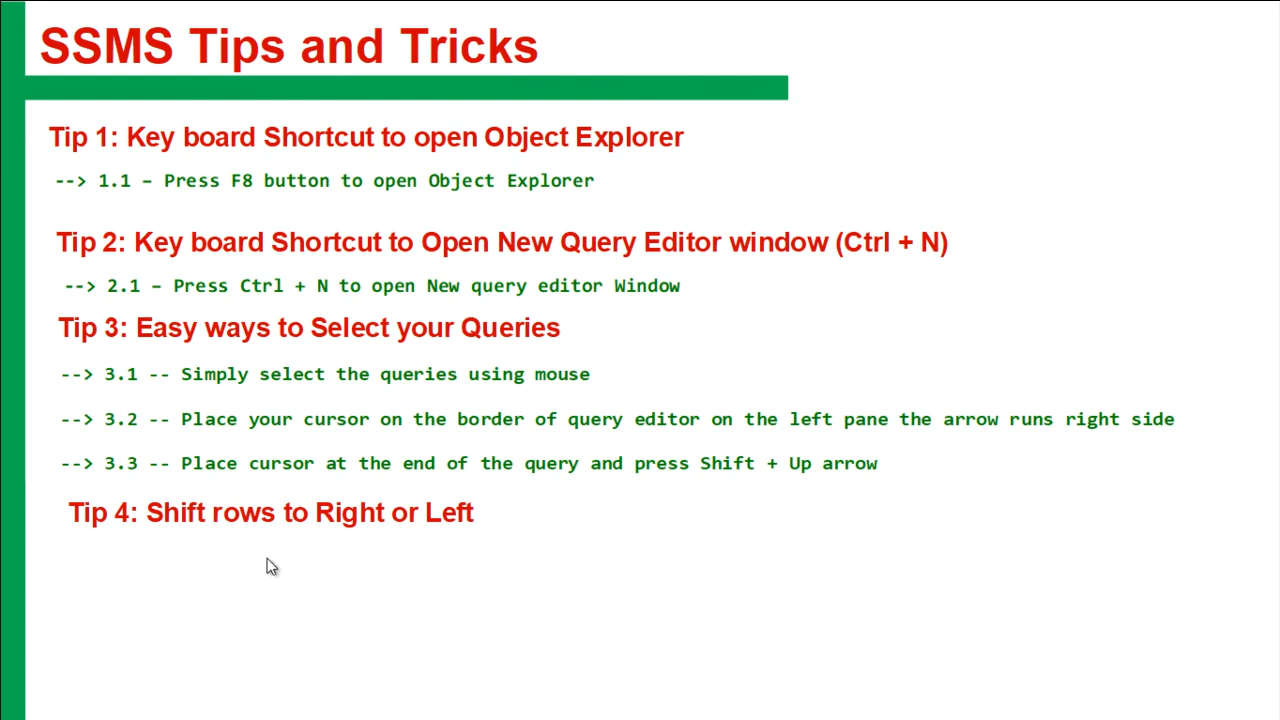 SSMS Tips and Tricks
Tip 1: Key board Shortcut to open Object Explorer
--> 1.1 – Press F8 button to open Object Explorer
Tip 2: Key board Shortcut to Open New Query Editor window (Ctrl + N)
--> 2.1 – Press Ctrl + N to open New query editor Window
Tip 3: Easy ways to Select your Queries
--> 3.1 -- Simply select the queries using mouse
--> 3.2 -- Place your cursor on the border of query editor on the left pane the arrow runs right side
--> 3.3 -- Place cursor at the end of the query and press Shift + Up arrow
Tip 4: Shift rows to Right or Left